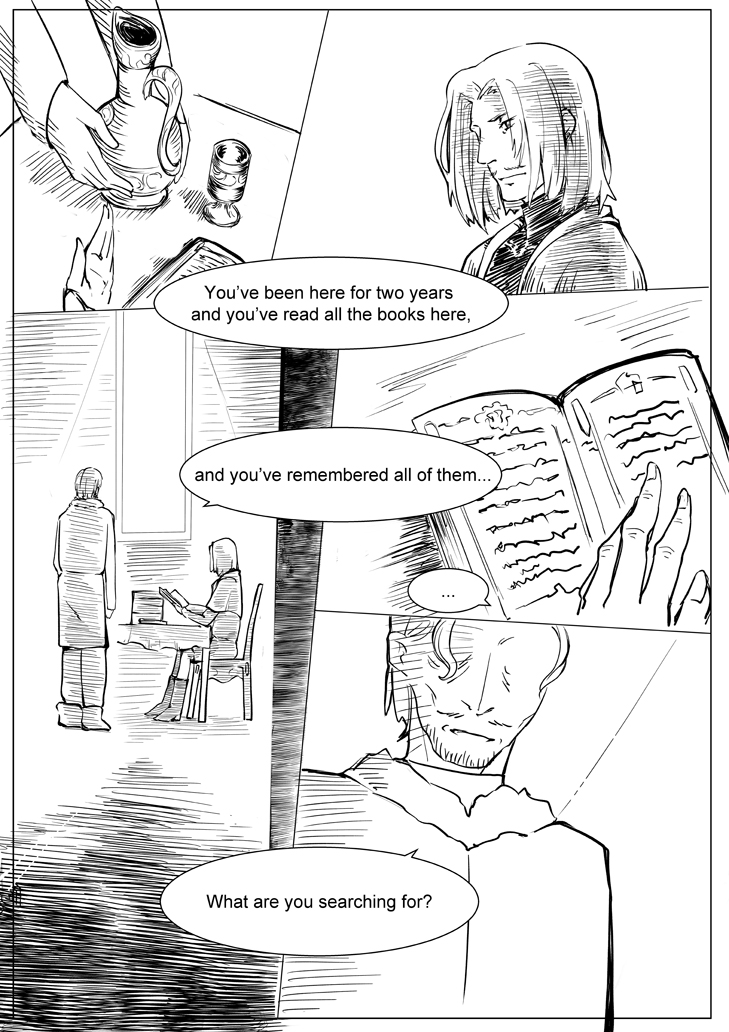 You've been here for two years
and you've read all the books here,
and you've remembered all of them...
...
What are you searching for?